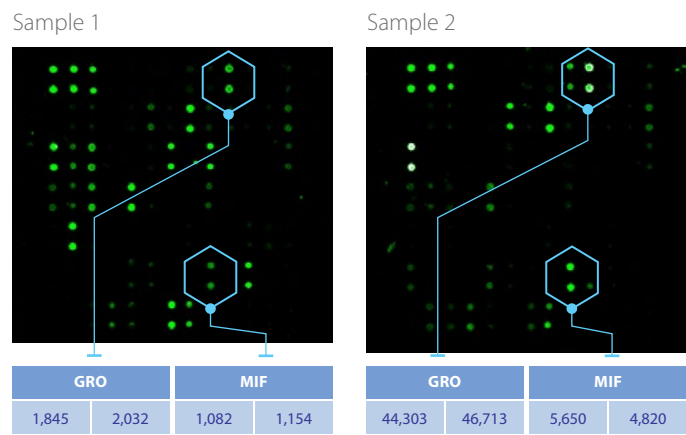 Sample 1
Sample 2
GRO MIF
1,845 2,032 1,082 1,154
GRO MIF
44,303 46,713 5,650 4,820